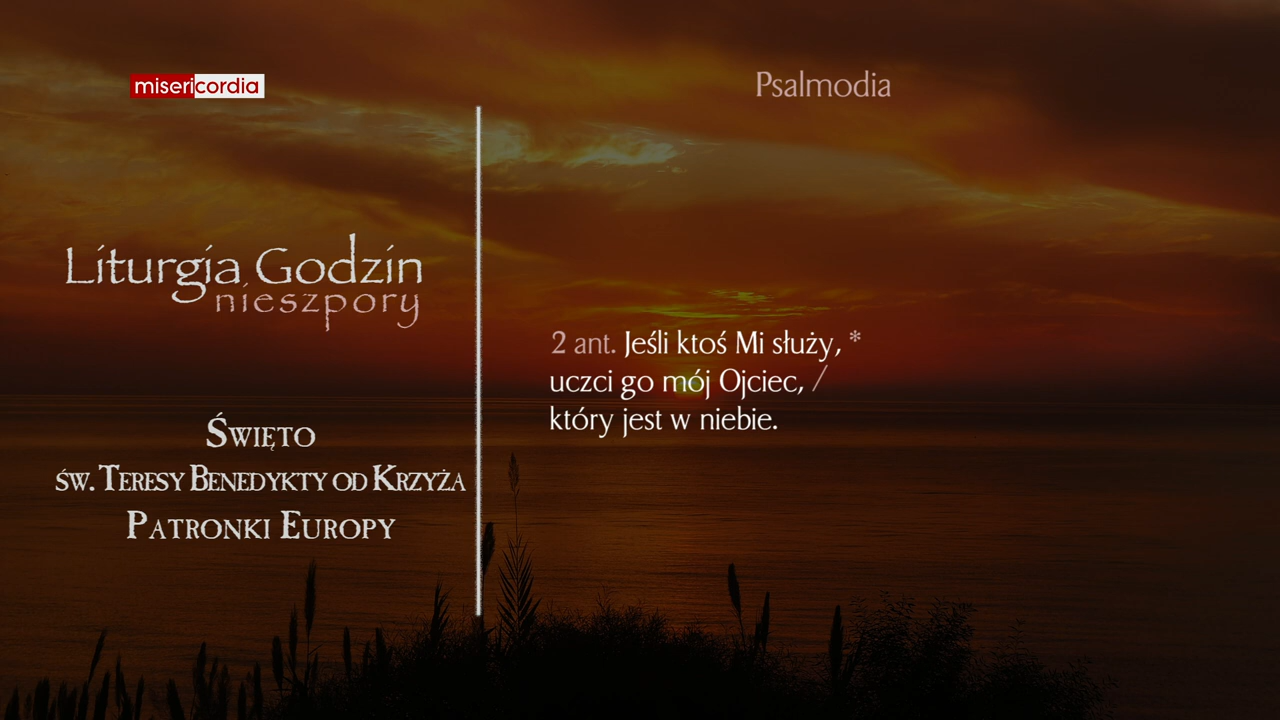 misericordia
Psalmodia
Liturgia Godzin
nieszpory
2 ant. Jeśli ktoś Mi służy, *
uczci go mój Ojciec, /
który jest w niebie.
Święto
św. Teresy Benedykty od Krzyża
Patronki Europy